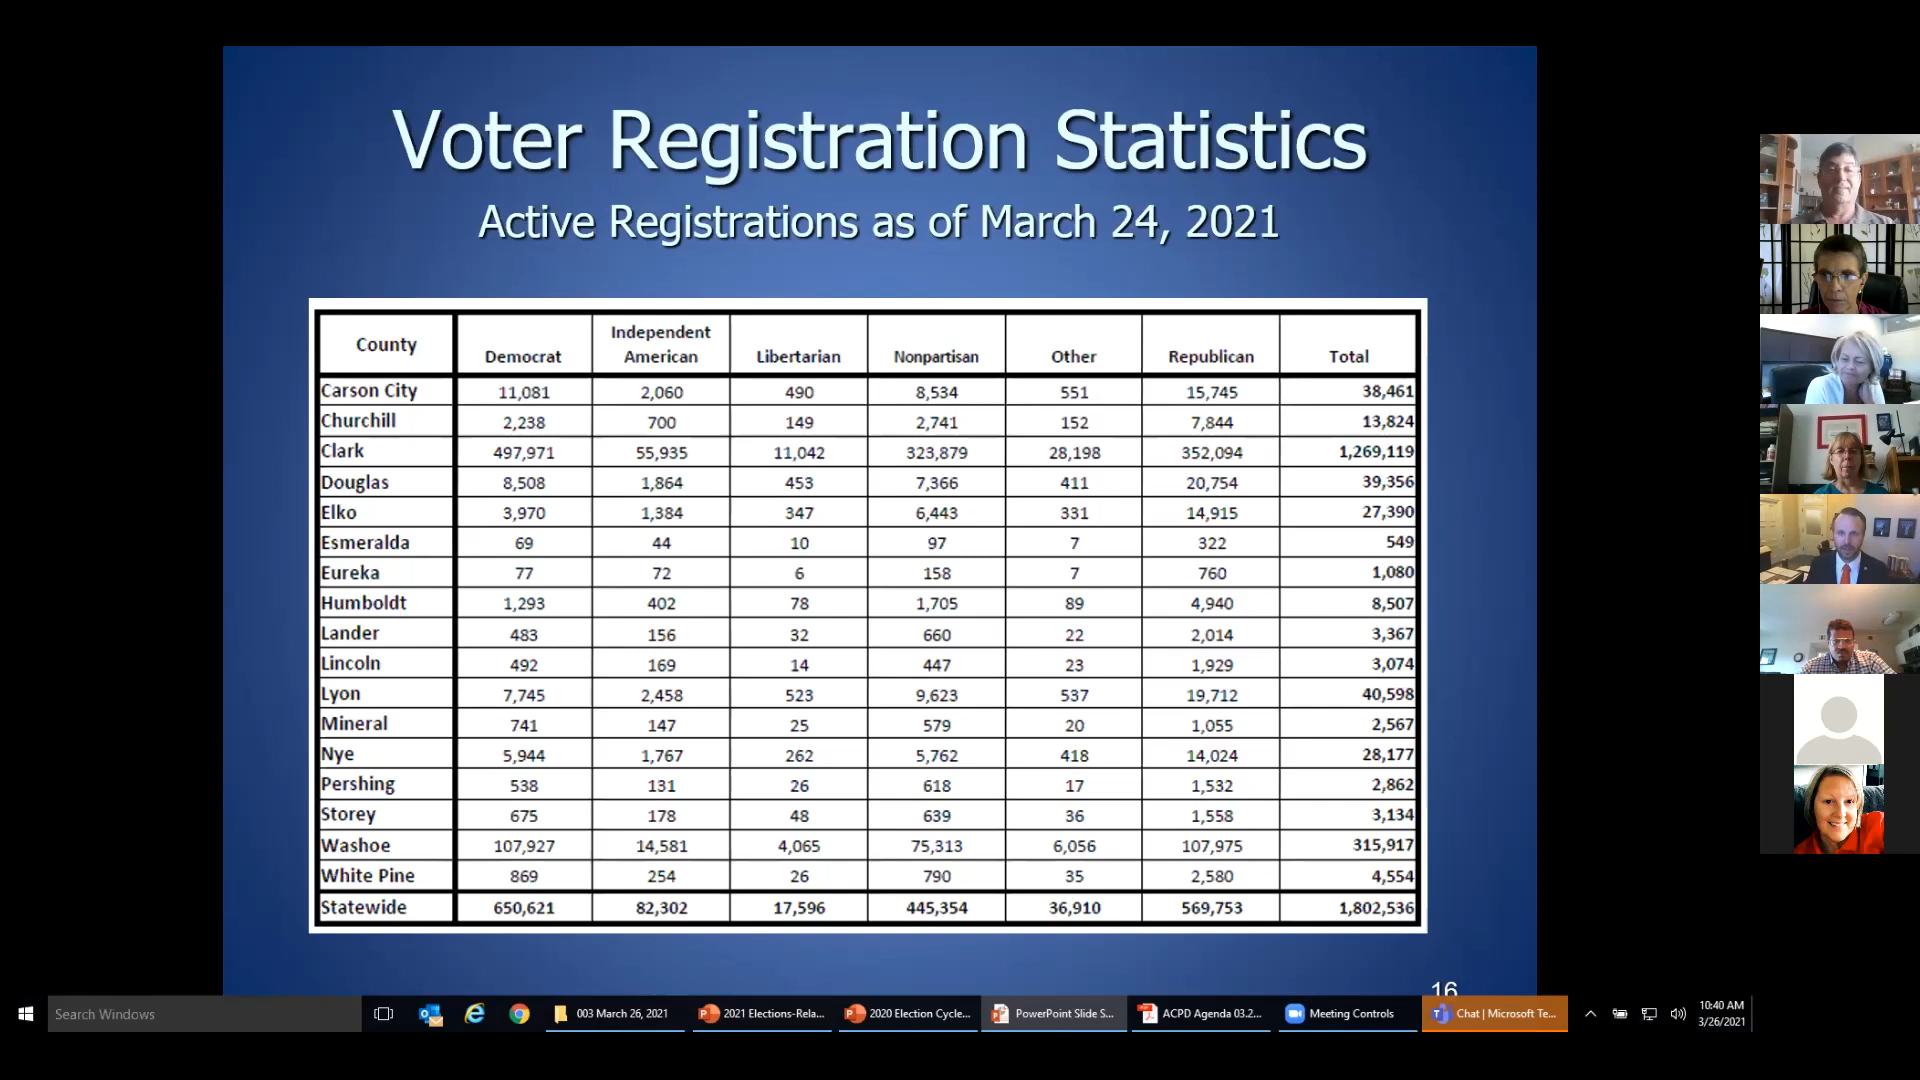 Voter Registration Statistics
Active Registrations as of March 24, 2021
County Democrat Independent American Libertarian Nonpartisan Other Republican Total
Carson City 11,081 2,060 490 8,534 551 15,745 38,461
Churchill 2,238 700 149 2,741 152 7,844 13,824
Clark 497,971 55,935 11,042 323,879 28,198 352,094 1,269,119
Douglas 8,508 1,864 453 7,366 411 20,754 39,356
Elko 3,970 1,384 347 6,443 331 14,915 27,390
Esmeralda 69 44 10 97 7 322 549
Eureka 77 72 6 158 7 760 1,080
Humboldt 1,293 402 78 1,705 89 4,940 8,507
Lander 483 156 32 660 22 2,014 3,367
Lincoln 492 169 14 447 23 1,929 3,074
Lyon 7,745 2,458 523 9,623 537 19,712 40,598
Mineral 741 147 25 579 20 1,055 2,567
Nye 5,944 1,767 262 5,762 418 14,024 28,177
Pershing 538 131 26 618 17 1,532 2,862
Storey 675 178 48 639 36 1,558 3,134
Washoe 107,927 14,581 4,065 75,313 6,056 107,975 315,917
White Pine 869 254 26 790 35 2,580 4,554
Statewide 650,621 82,302 17,596 445,354 36,910 569,753 1,802,536
16
Search Windows 003 March 26, 2021 2021 Elections-Rela... 2020 Election Cycle... PowerPoint Slide S... ACPD Agenda 03.2... Meeting Controls Chat | Microsoft Te... 10:40 AM
3/26/2021